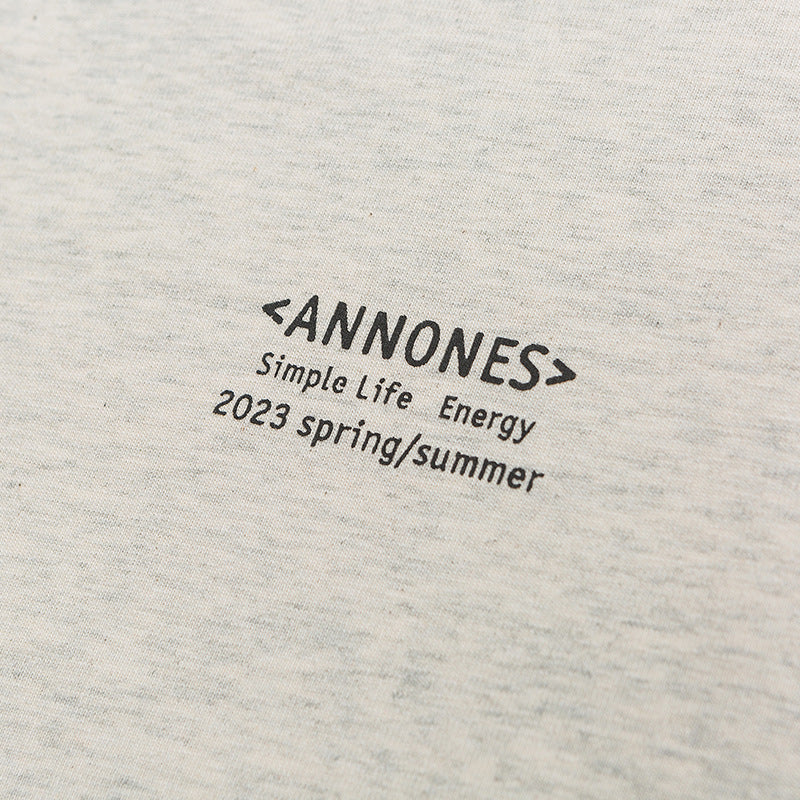 <ANNONES>
Simple Life Energy
2023 spring/summer